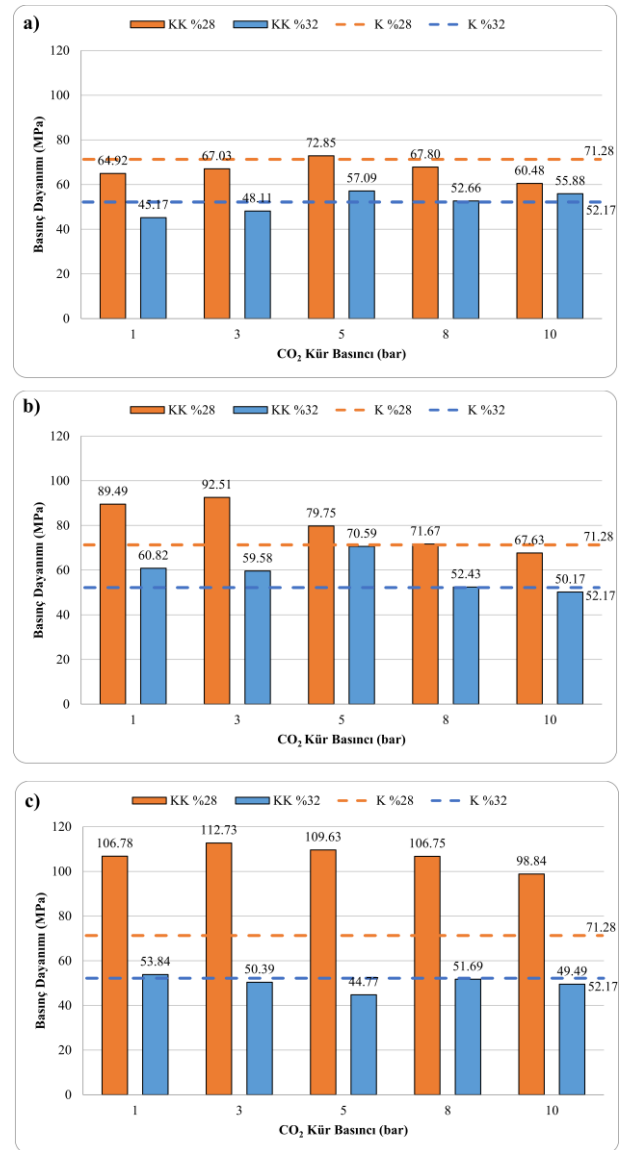 a)
KK %28 KK %32 K %28 K %32
Basınç Dayanımı (MPa)
120
100
80
60
40
20
0
64.92 67.03 72.85 67.80 60.48 71.28
45.17 48.11 57.09 52.66 55.88 52.17
1 3 5 8 10
CO₂ Kür Basıncı (bar)
b)
KK %28 KK %32 K %28 K %32
Basınç Dayanımı (MPa)
120
100
80
60
40
20
0
89.49 92.51 79.75 71.67 67.63 71.28
60.82 59.58 70.59 52.43 50.17 52.17
1 3 5 8 10
CO₂ Kür Basıncı (bar)
c)
KK %28 KK %32 K %28 K %32
Basınç Dayanımı (MPa)
120
100
80
60
40
20
0
106.78 112.73 109.63 106.75 98.84 71.28
53.84 50.39 44.77 51.69 49.49 52.17
1 3 5 8 10
CO₂ Kür Basıncı (bar)